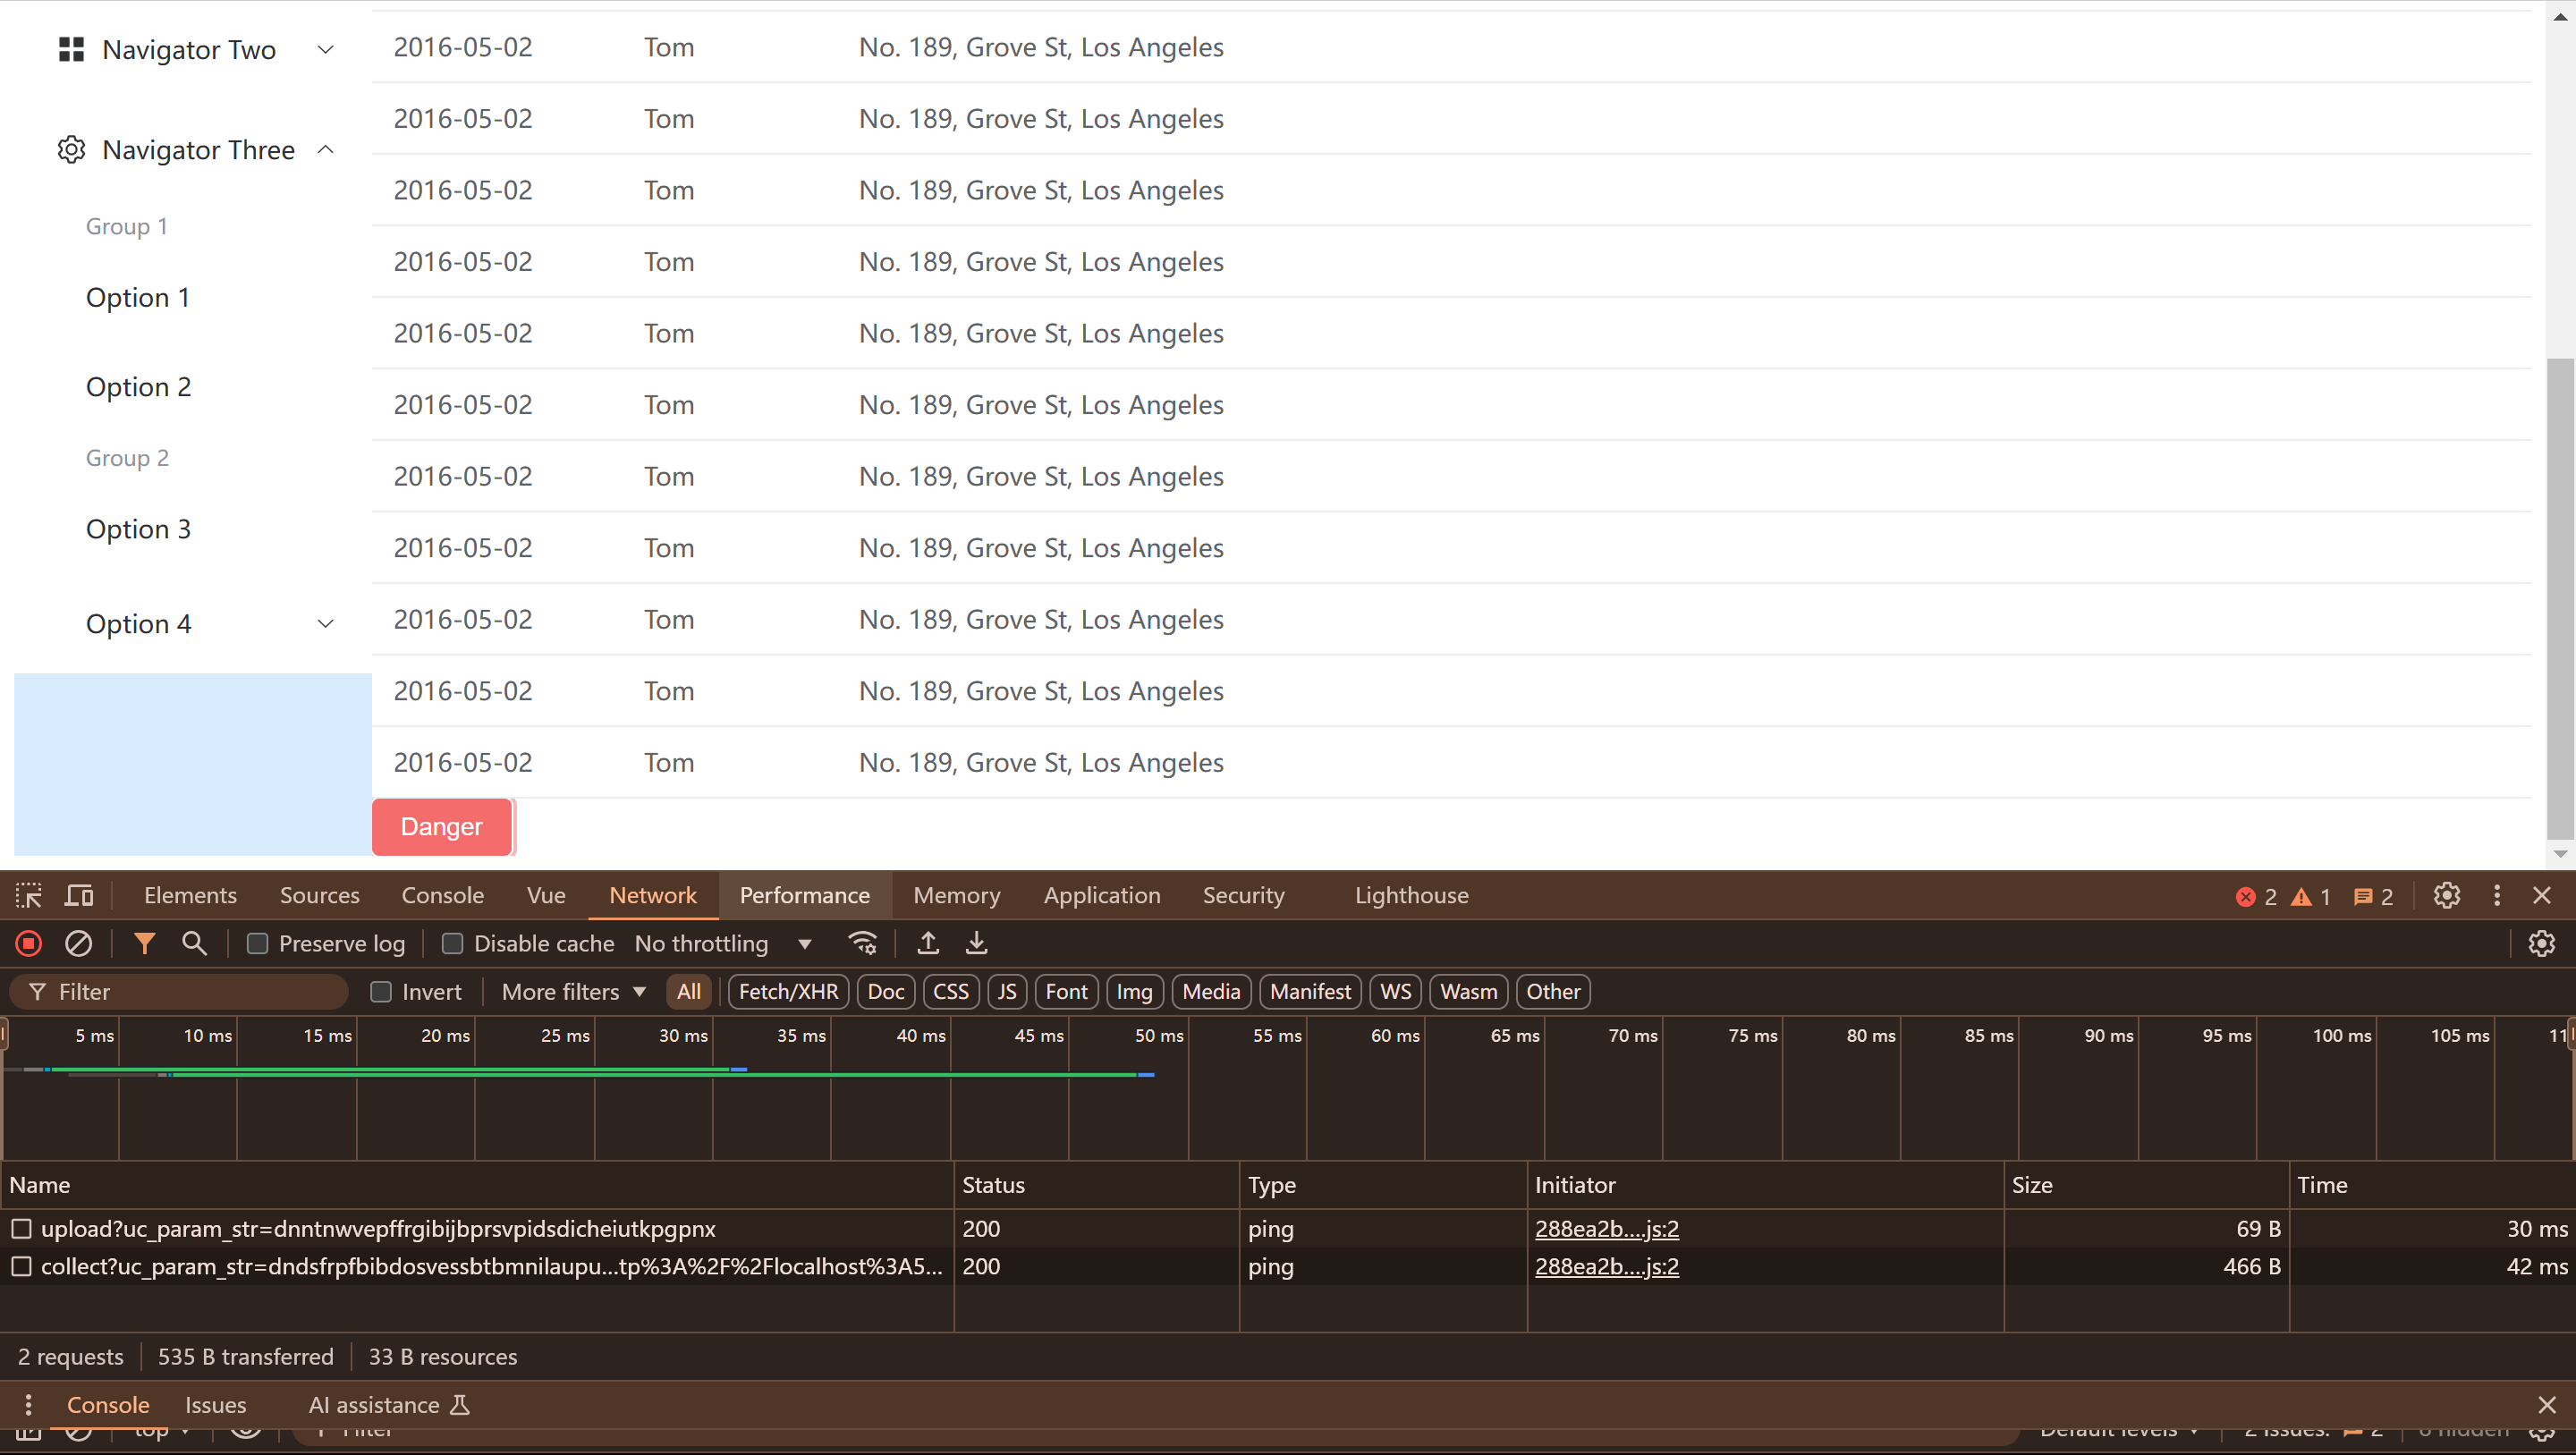 Navigator Two
2016-05-02 Tom No. 189, Grove St, Los Angeles
2016-05-02 Tom No. 189, Grove St, Los Angeles
Navigator Three
2016-05-02 Tom No. 189, Grove St, Los Angeles
Group 1
2016-05-02 Tom No. 189, Grove St, Los Angeles
Option 1
2016-05-02 Tom No. 189, Grove St, Los Angeles
Option 2
2016-05-02 Tom No. 189, Grove St, Los Angeles
Group 2
2016-05-02 Tom No. 189, Grove St, Los Angeles
Option 3
2016-05-02 Tom No. 189, Grove St, Los Angeles
Option 4
2016-05-02 Tom No. 189, Grove St, Los Angeles
2016-05-02 Tom No. 189, Grove St, Los Angeles
2016-05-02 Tom No. 189, Grove St, Los Angeles
Danger
Elements Sources Console Vue Network Performance Memory Application Security Lighthouse 2 1 2
Preserve log Disable cache No throttling
Filter Invert More filters All Fetch/XHR Doc CSS JS Font Img Media Manifest WS Wasm Other
5 ms 10 ms 15 ms 20 ms 25 ms 30 ms 35 ms 40 ms 45 ms 50 ms 55 ms 60 ms 65 ms 70 ms 75 ms 80 ms 85 ms 90 ms 95 ms 100 ms 105 ms 11
Name Status Type Initiator Size Time
upload?uc_param_str=dnntnwvepffrgibijbprsvpidsdicheiutkpgpnx 200 ping 288ea2b....js:2 69 B 30 ms
collect?uc_param_str=dndsfrpfbibdosvessbtbmnilaupu...tp%3A%2F%2Flocalhost%3A5... 200 ping 288ea2b....js:2 466 B 42 ms
2 requests 535 B transferred 33 B resources
Console Issues AI assistance
top Filter Default levels 2 Issues: 2 hidden